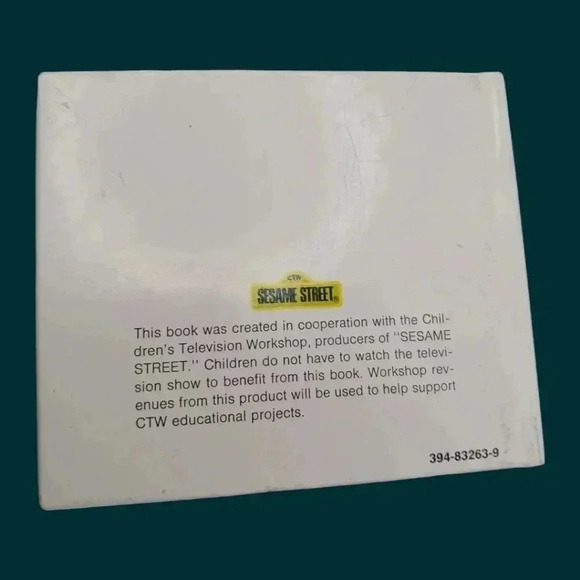 CTW
SESAME STREET®
This book was created in cooperation with the Chil-
dren's Television Workshop, producers of "SESAME
STREET." Children do not have to watch the televi-
sion show to benefit from this book. Workshop rev-
enues from this product will be used to help support
CTW educational projects.
394-83263-9